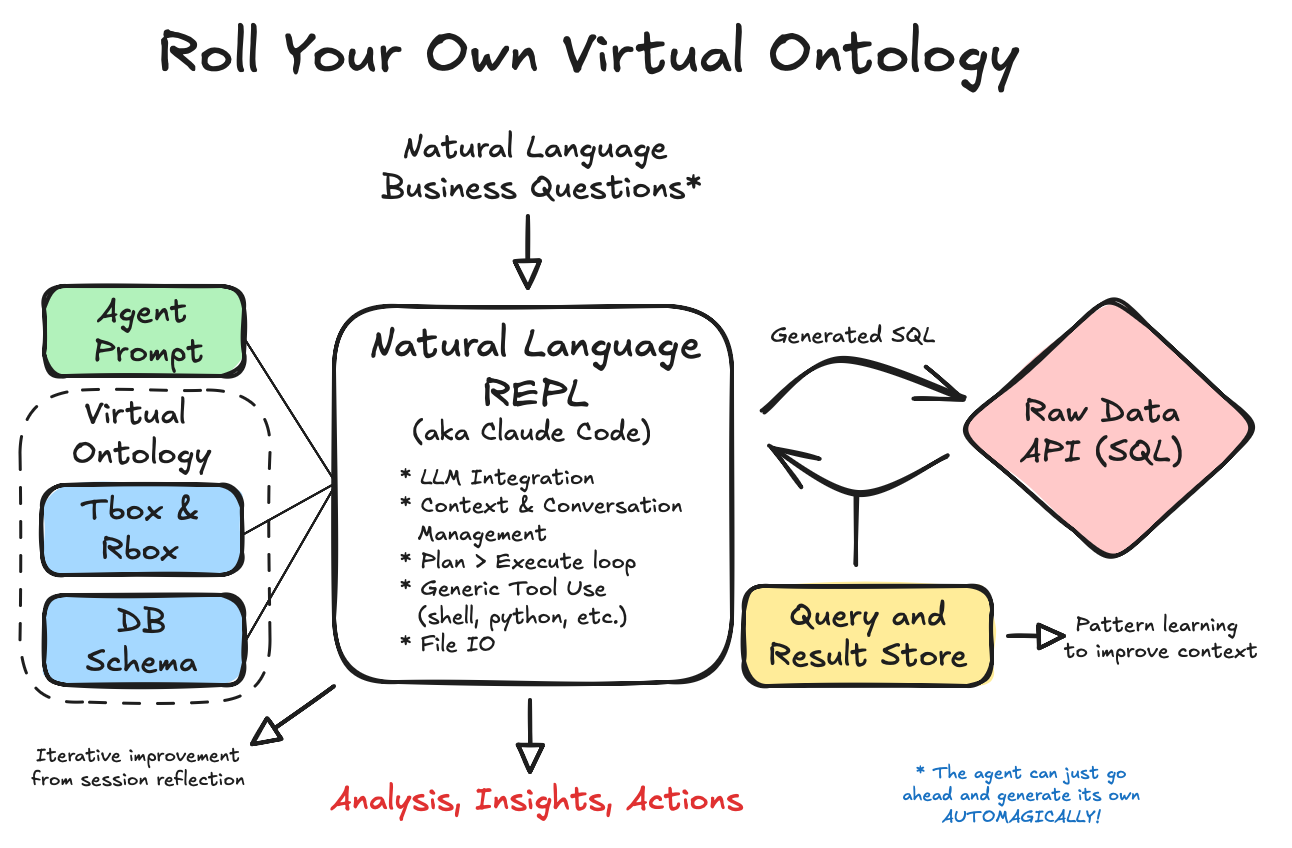 Roll Your Own Virtual Ontology
Natural Language
Business Questions*
Agent
Prompt
Virtual
Ontology
Tbox &
Rbox
DB
Schema
Iterative improvement
from session reflection
Natural Language
REPL
(aka Claude Code)
* LLM Integration
* Context & Conversation
Management
* Plan > Execute loop
* Generic Tool Use
(shell, python, etc.)
* File IO
Analysis, Insights, Actions
Generated SQL
Raw Data
API (SQL)
Query and
Result Store
Pattern learning
to improve context
* The agent can just go
ahead and generate its own
AUTOMAGICALLY!